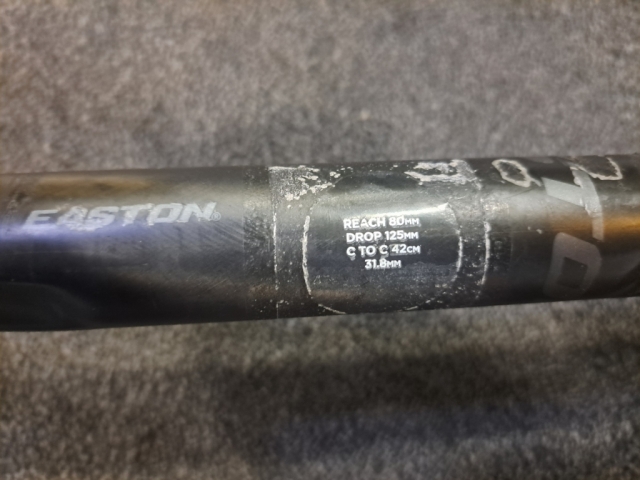 EASTON
REACH 80MM
DROP 125MM
C TO C 42CM
31.8MM